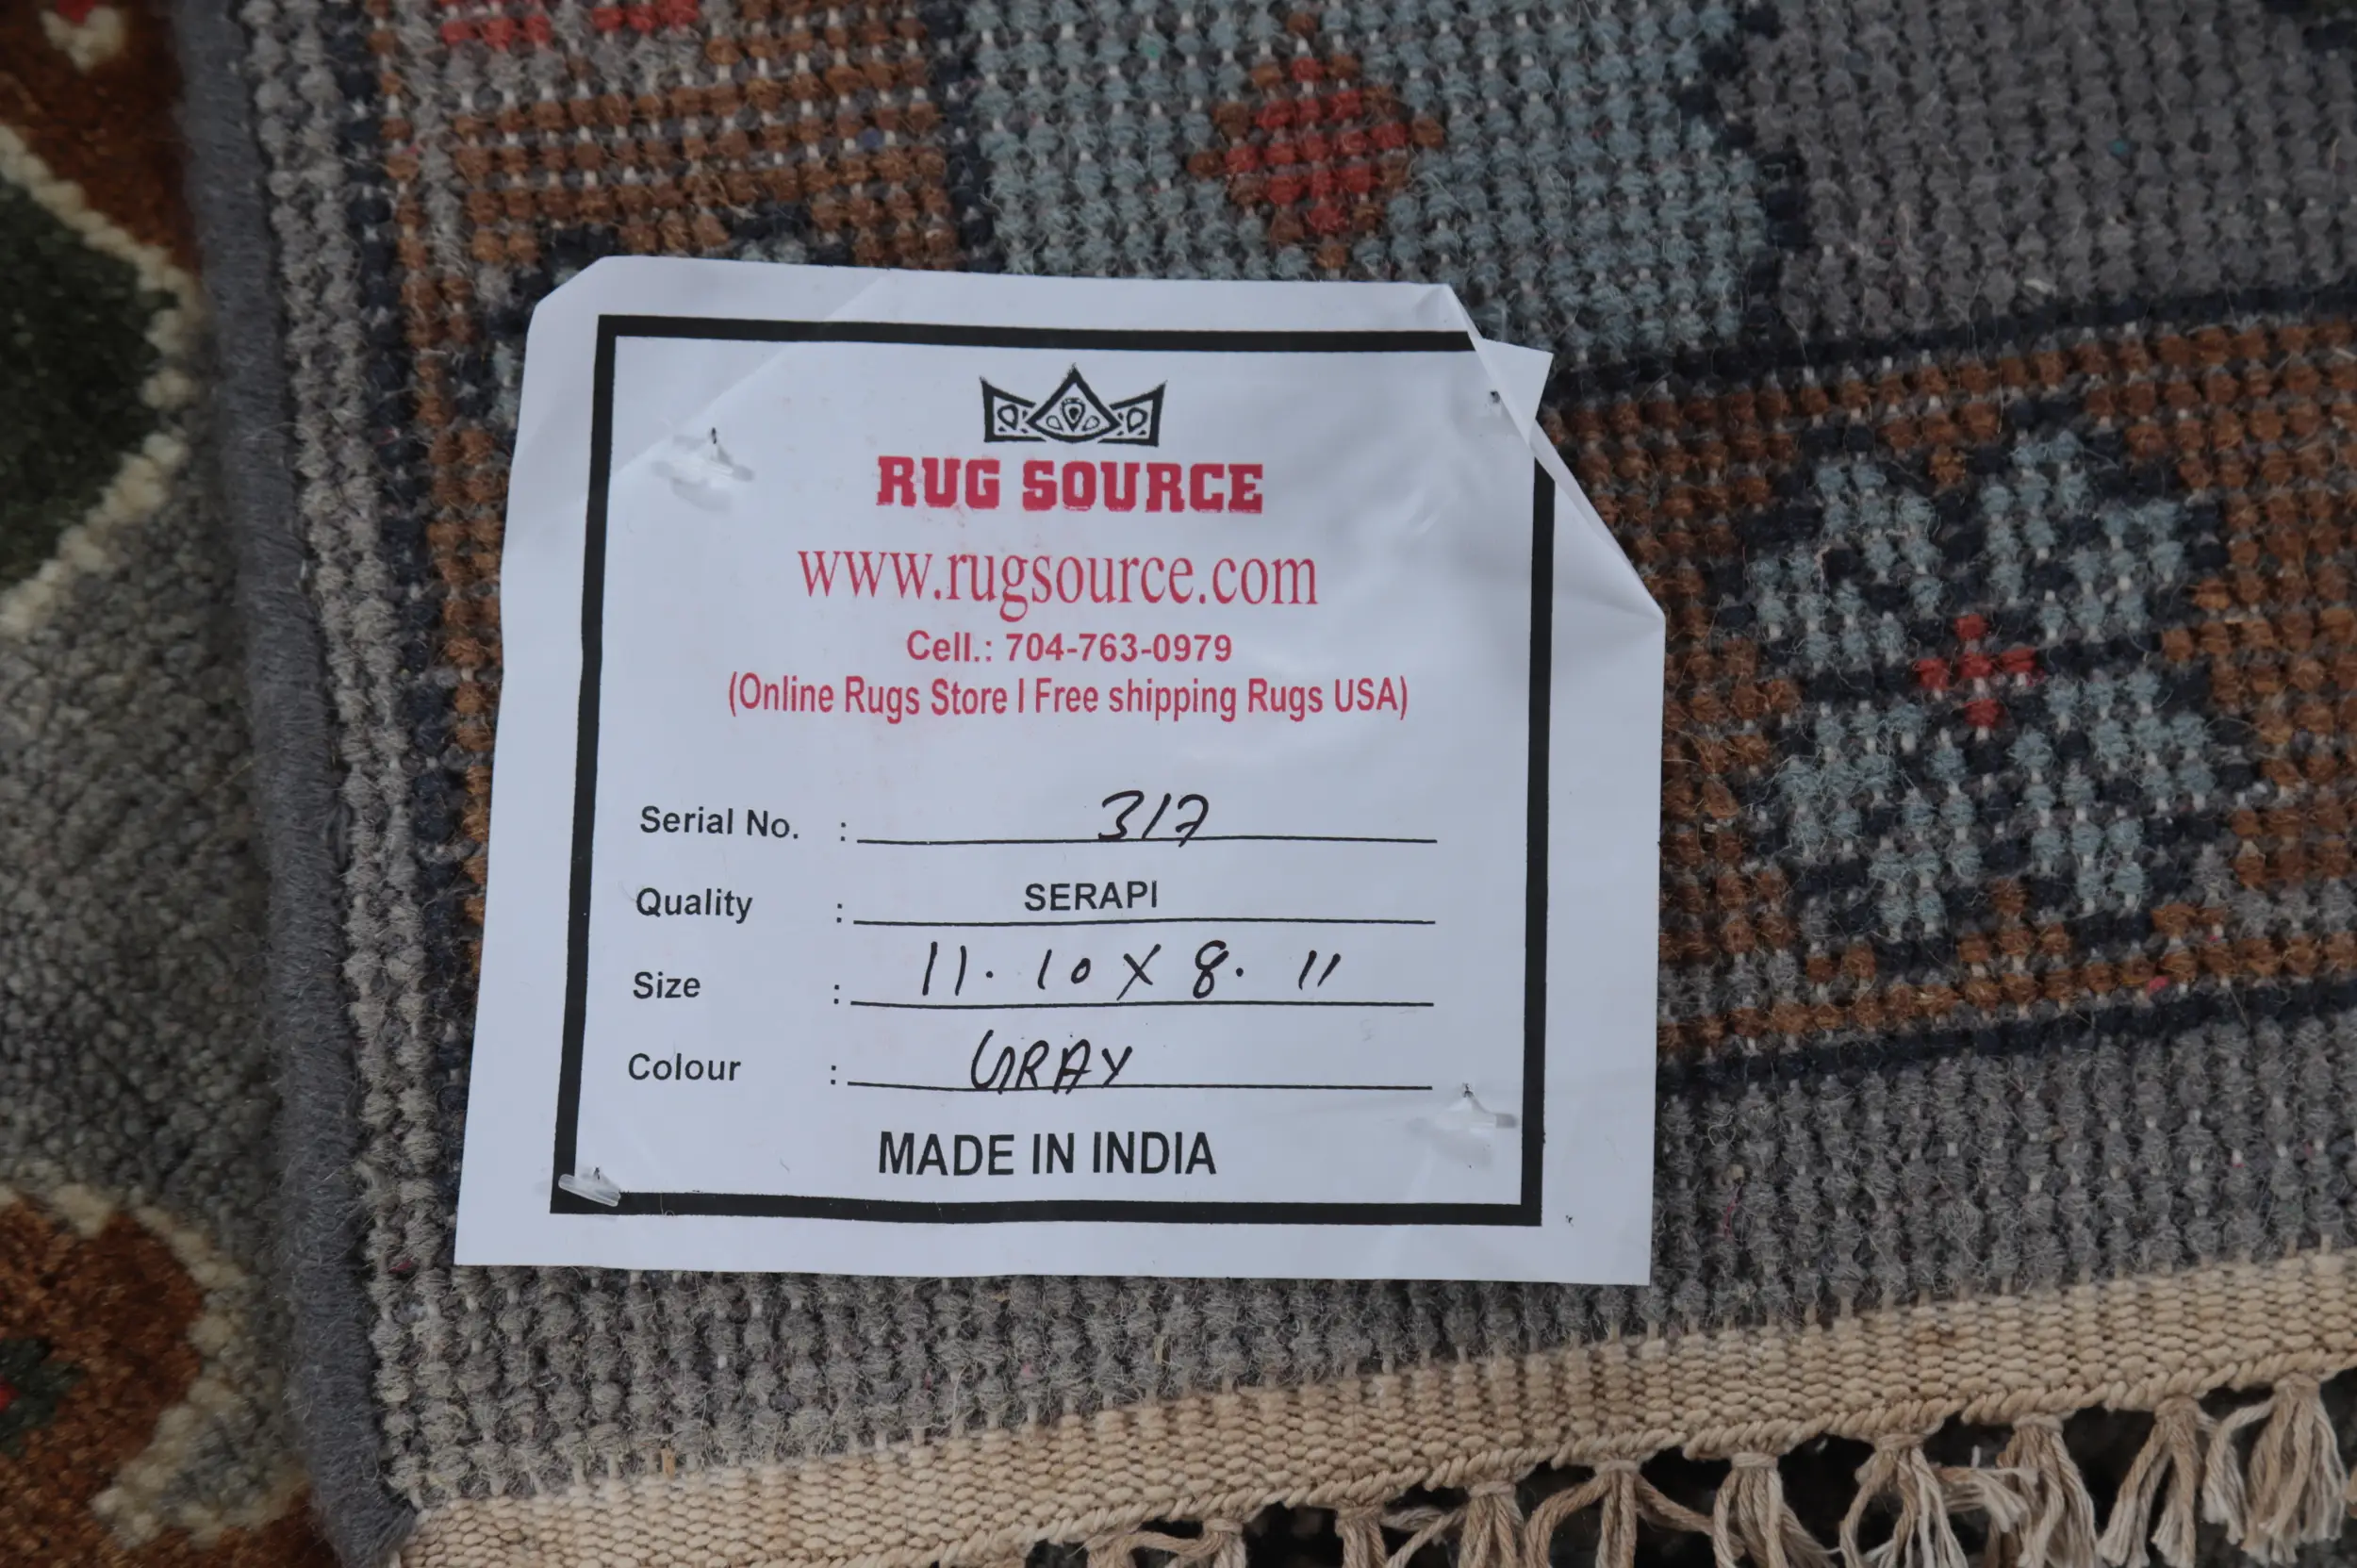 RUG SOURCE
www.rugsource.com
Cell.: 704-763-0979
(Online Rugs Store I Free shipping Rugs USA)
Serial No. : 317
Quality : SERAPI
Size : 11.10 X 8.11
Colour : GRAY
MADE IN INDIA